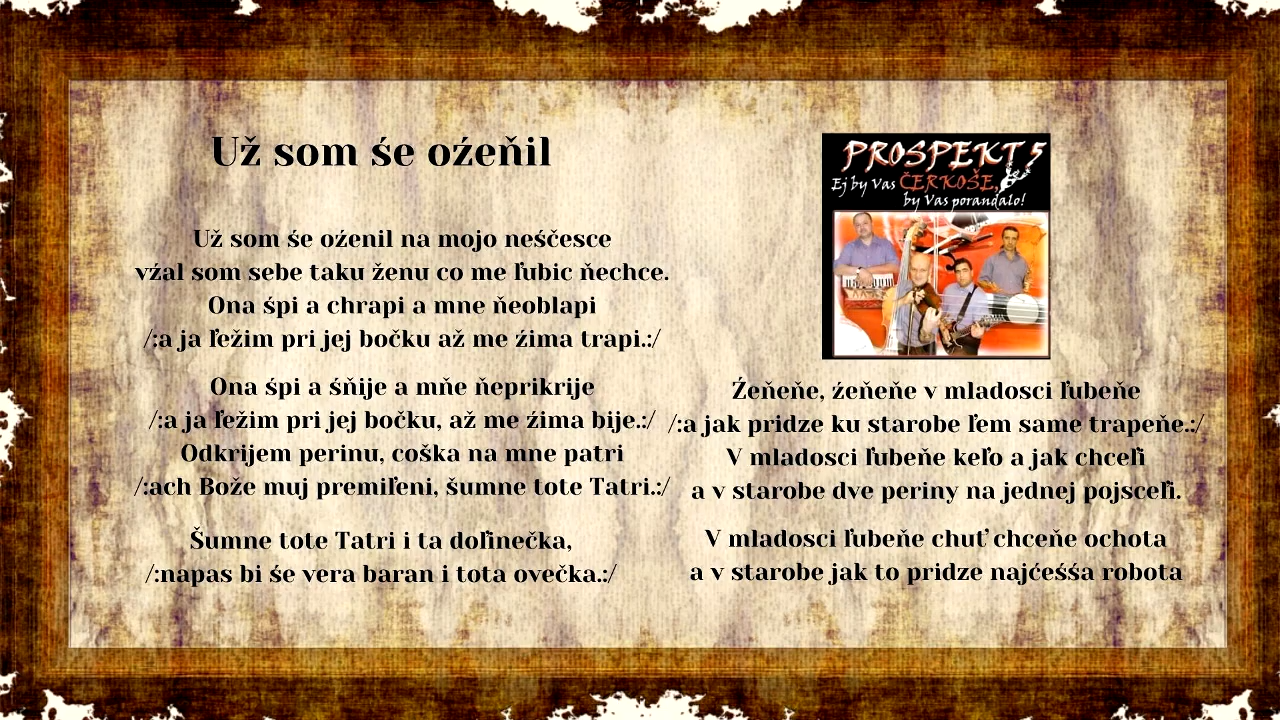 Už som śe oźeňil
Už som śe oźenil na mojo neśčesce
vźal som sebe taku ženu co me ľubic ňechce.
Ona śpi a chrapi a mne ňeoblapi
/:a ja ľežim pri jej bočku až me źima trapi.:/
Ona śpi a śňije a mňe ňeprikrije
/:a ja ľežim pri jej bočku, až me źima bije.:/
Odkrijem perinu, coška na mne patri
/:ach Bože muj premiľeni, šumne tote Tatri.:/
Šumne tote Tatri i ta doľinečka,
/:napas bi śe vera baran i tota ovečka.:/
PROSPEKT 5
Ej by Vas ČERKOŠE,
by Vas porandalo!
Źeňeňe, źeňeňe v mladosci ľubeňe
/:a jak pridze ku starobe ľem same trapeňe.:/
V mladosci ľubeňe keľo a jak chceľi
a v starobe dve periny na jednej pojsceľi.
V mladosci ľubeňe chuť chceňe ochota
a v starobe jak to pridze najćeśśa robota